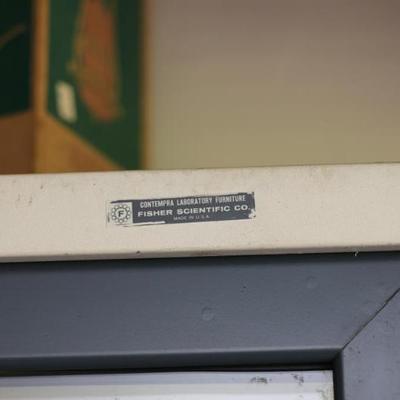 CONTEMPRA LABORATORY FURNITURE
F FISHER SCIENTIFIC CO.
MADE IN U.S.A.